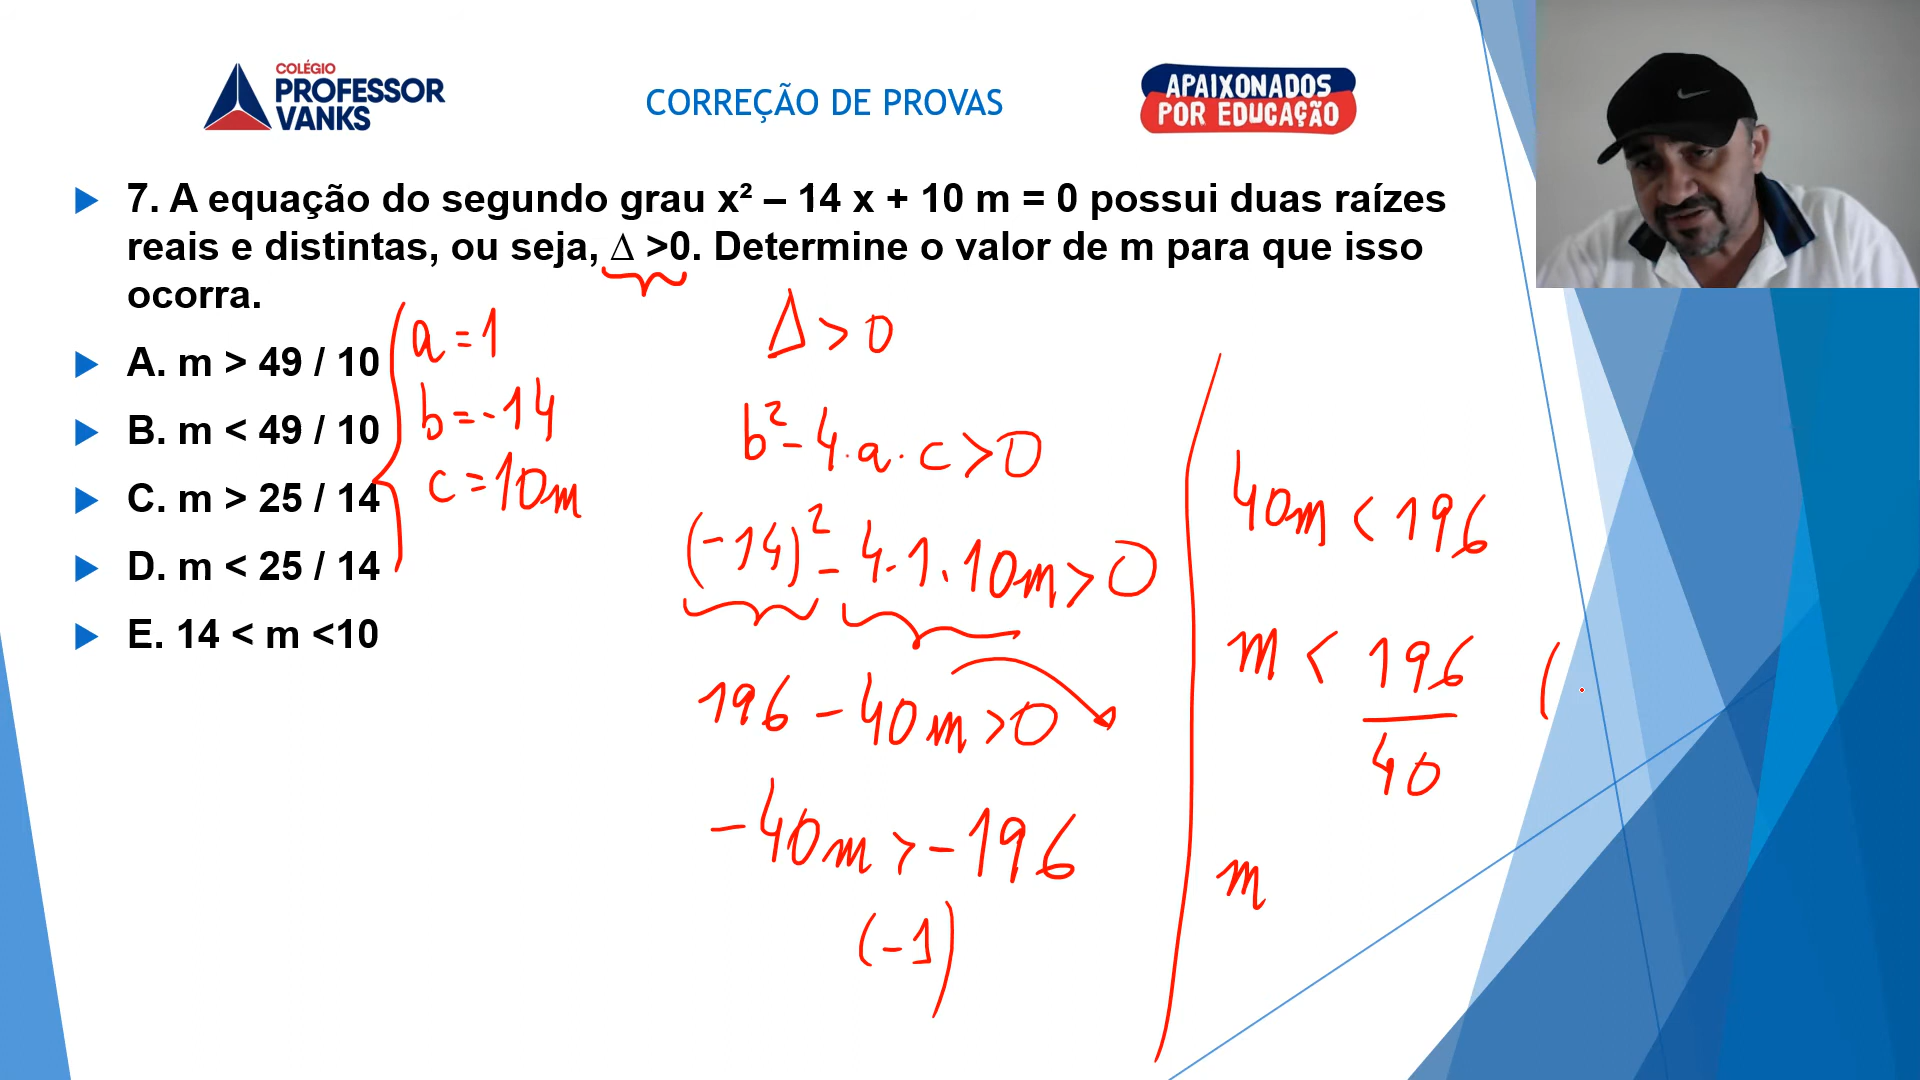 COLÉGIO
PROFESSOR
VANKS
CORREÇÃO DE PROVAS
APAIXONADOS
POR EDUCAÇÃO
7. A equação do segundo grau x² – 14 x + 10 m = 0 possui duas raízes
reais e distintas, ou seja, ∆ >0. Determine o valor de m para que isso
ocorra.
A. m > 49 / 10
B. m < 49 / 10
C. m > 25 / 14
D. m < 25 / 14
E. 14 < m <10
a = 1
b = -14
c = 10m
Δ > 0
b² - 4.a.c > 0
(-14)² - 4.1.10m > 0
196 - 40m > 0
-40m > -196
(-1)
40m < 196
m < 196
40
(
m